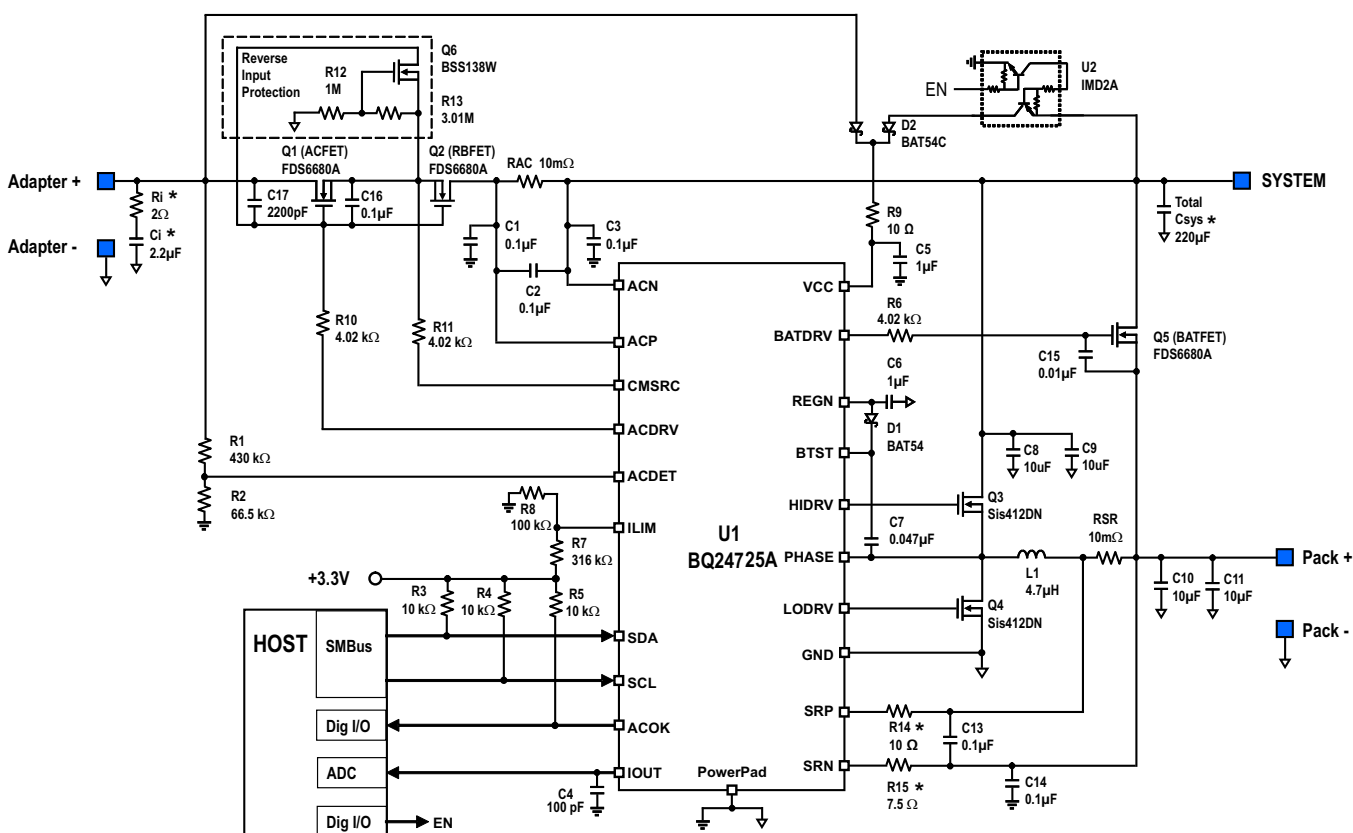 Reverse
Input
Protection
R12
1M
Q6
BSS138W
R13
3.01M
U2
IMD2A
EN
D2
BAT54C
Q1 (ACFET)
FDS6680A
Q2 (RBFET)
FDS6680A
RAC 10mΩ
Adapter +
SYSTEM
Ri *
2Ω
Ci *
2.2µF
C17
2200pF
C16
0.1µF
R9
10 Ω
Total
Csys *
220µF
Adapter -
C1
0.1µF
C3
0.1µF
C5
1µF
C2
0.1µF
ACN
VCC
R10
4.02 kΩ
R11
4.02 kΩ
ACP
BATDRV
R6
4.02 kΩ
Q5 (BATFET)
FDS6680A
C15
0.01µF
CMSRC
REGN
C6
1µF
ACDRV
D1
BAT54
R1
430 kΩ
BTST
C8
10uF
C9
10uF
ACDET
R2
66.5 kΩ
R8
100 kΩ
HIDRV
Q3
Sis412DN
ILIM
R7
316 kΩ
U1
BQ24725A
C7
0.047µF
RSR
10mΩ
PHASE
L1
4.7µH
Pack +
C10
10µF
C11
10µF
+3.3V
R3
10 kΩ
R4
10 kΩ
R5
10 kΩ
LODRV
Q4
Sis412DN
Pack -
HOST
SMBus
SDA
GND
SCL
SRP
R14 *
10 Ω
C13
0.1µF
Dig I/O
ACOK
ADC
IOUT
PowerPad
SRN
R15 *
7.5 Ω
C14
0.1µF
C4
100 pF
Dig I/O
EN